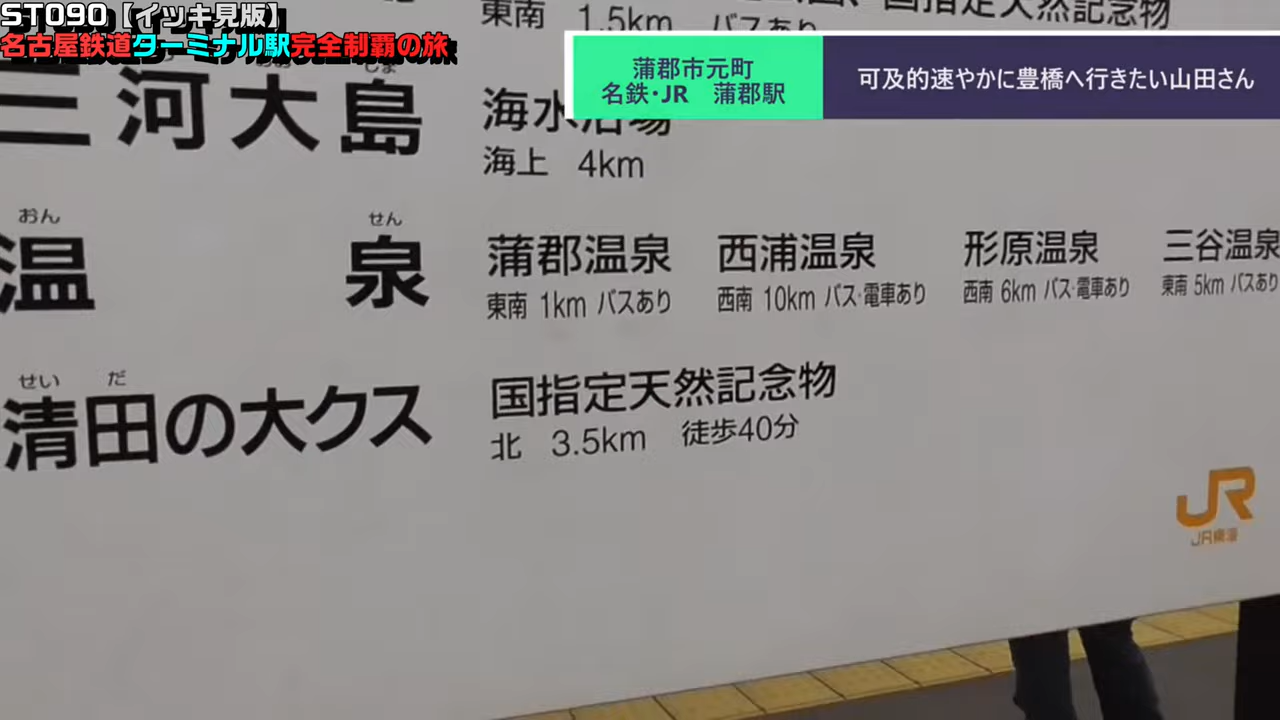 ST090【イッキ見版】
名古屋鉄道ターミナル駅完全制覇の旅
蒲郡市元町
名鉄・JR 蒲郡駅
可及的速やかに豊橋へ行きたい山田さん
国指定天然記念物
東南 1.5km バスあり
おお しま
三河大島 海水浴場
海上 4km
おん せん
温泉 蒲郡温泉 西浦温泉 形原温泉 三谷温泉
東南 1km バスあり 西南 10km バス・電車あり 西南 6km バス・電車あり 東南 5km バスあり
せい だ
清田の大クス 国指定天然記念物
北 3.5km 徒歩40分
JR
JR東海